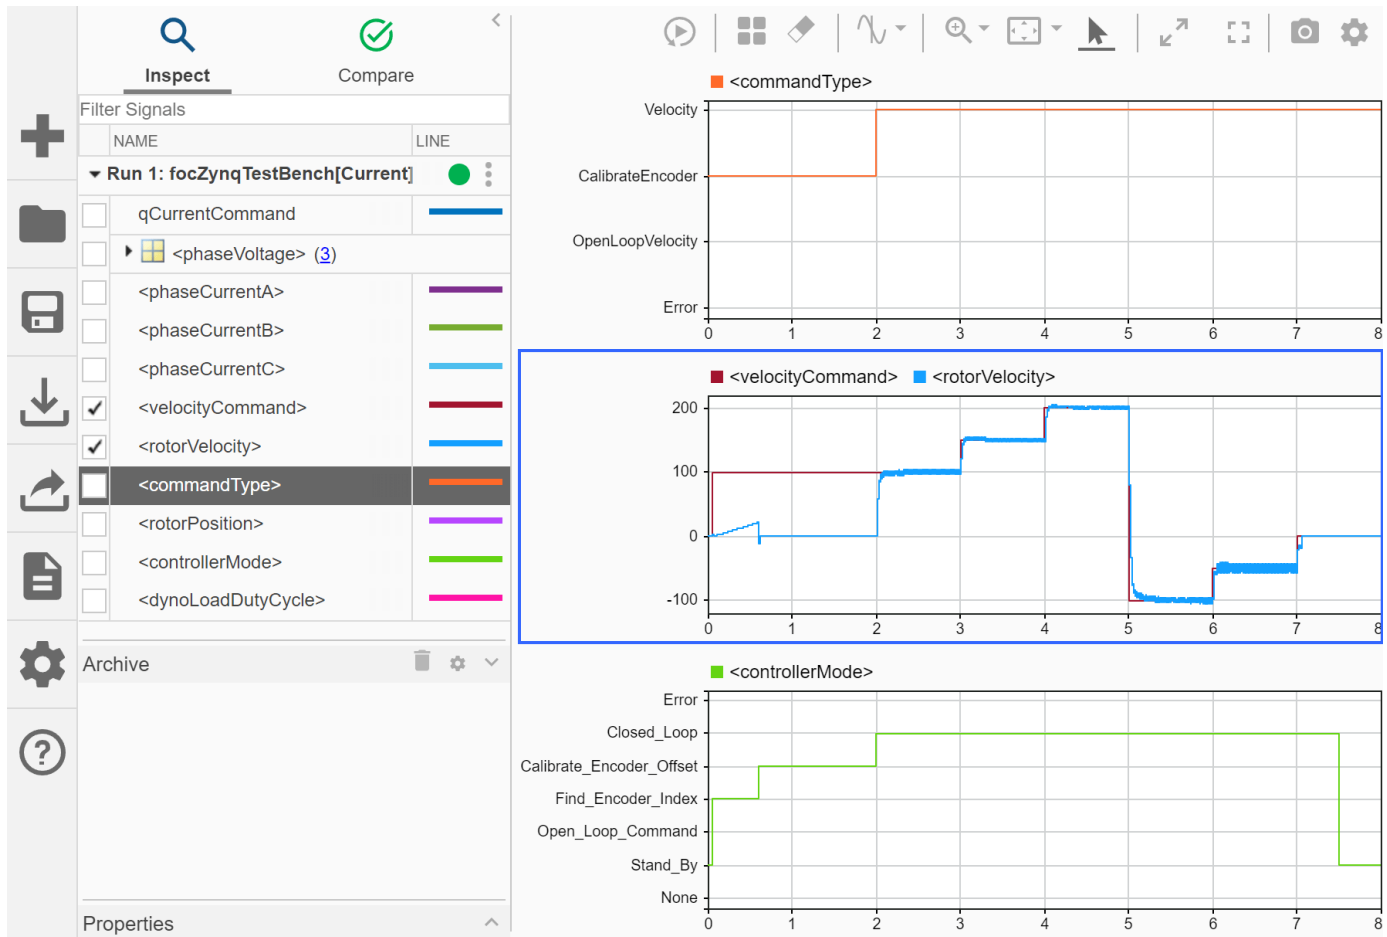 Inspect
Compare
Filter Signals
NAME LINE
Run 1: focZynqTestBench[Current]
qCurrentCommand
<phaseVoltage> (3)
<phaseCurrentA>
<phaseCurrentB>
<phaseCurrentC>
<velocityCommand>
<rotorVelocity>
<commandType>
<rotorPosition>
<controllerMode>
<dynoLoadDutyCycle>
Archive
Properties
<commandType>
Velocity
CalibrateEncoder
OpenLoopVelocity
Error
0 1 2 3 4 5 6 7 8
<velocityCommand> <rotorVelocity>
200
100
0
-100
0 1 2 3 4 5 6 7 8
<controllerMode>
Error
Closed_Loop
Calibrate_Encoder_Offset
Find_Encoder_Index
Open_Loop_Command
Stand_By
None
0 1 2 3 4 5 6 7 8